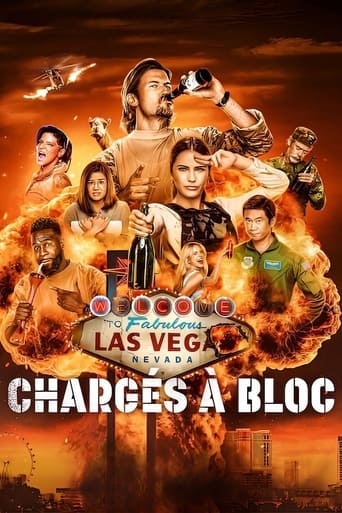 WELCOME
TO Fabulous
LAS VEGA
NEVADA
CHARGÉS À BLOC